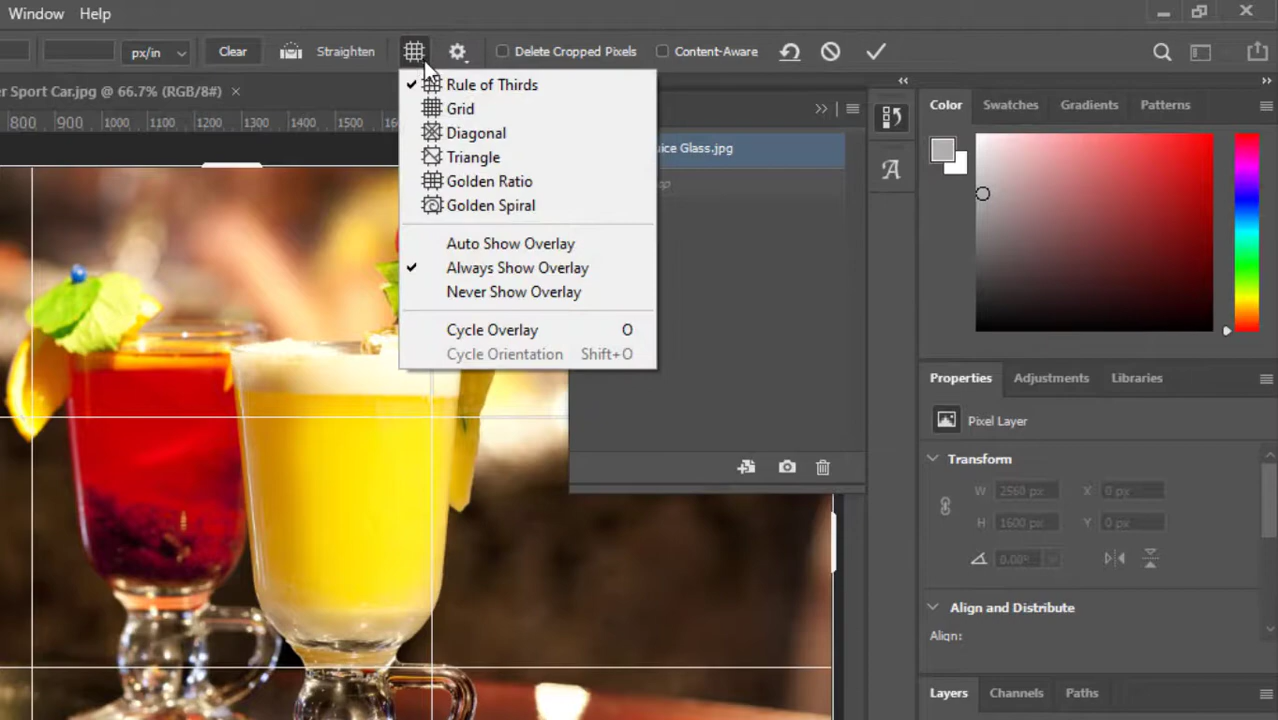 Window Help
px/in Clear Straighten Delete Cropped Pixels Content-Aware
er Sport Car.jpg @ 66.7% (RGB/8#) ×
800 900 1000 1100 1200 1300 1400 1500
Rule of Thirds
Grid
Diagonal
Triangle
Golden Ratio
Golden Spiral
Auto Show Overlay
Always Show Overlay
Never Show Overlay
Cycle Overlay O
Cycle Orientation Shift+O
uice Glass.jpg
A
Color Swatches Gradients Patterns
Properties Adjustments Libraries
Pixel Layer
Transform
W 2560 px X 0 px
H 1600 px Y 0 px
0.00°
Align and Distribute
Align:
Layers Channels Paths